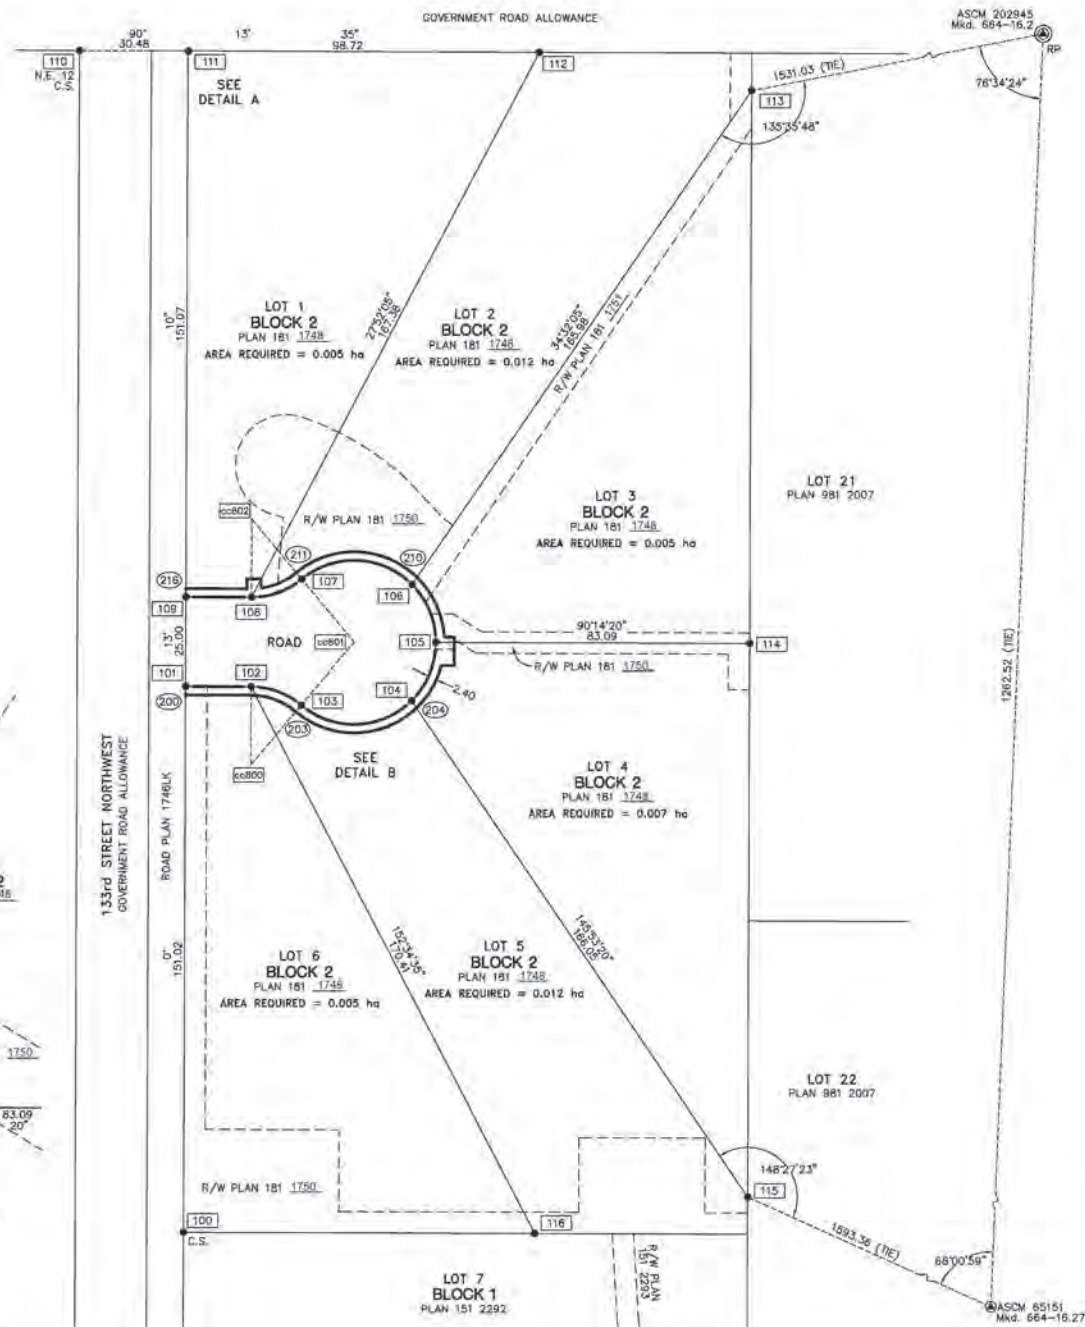 GOVERNMENT ROAD ALLOWANCE
ASCM 202945
Mkd. 664-16.2
RP
90°
13'
35"
30.48
98.72
110
N.E. 12
C.S.
111
SEE
DETAIL A
112
1531.03 (TIE)
76°34'24"
113
135°35'48"
10"
151.07
LOT 1
BLOCK 2
PLAN 181 1748
AREA REQUIRED = 0.005 ha
27°52'05"
167.38
LOT 2
BLOCK 2
PLAN 181 1748
AREA REQUIRED = 0.012 ha
34°32'05"
165.98
R/W PLAN 181 1751
LOT 21
PLAN 981 2007
LOT 3
BLOCK 2
PLAN 181 1748
AREA REQUIRED = 0.005 ha
cc802
R/W PLAN 181 1750
211
210
216
107
106
109
108
13'
25.00
ROAD
cc801
105
90°14'20"
83.09
114
R/W PLAN 181 1750
101
102
200
103
104
2.40
203
204
1262.52 (TIE)
SEE
DETAIL B
cc800
LOT 4
BLOCK 2
PLAN 181 1748
AREA REQUIRED = 0.007 ha
133rd STREET NORTHWEST
GOVERNMENT ROAD ALLOWANCE
ROAD PLAN 1746LK
0"
151.02
LOT 6
BLOCK 2
PLAN 181 1748
AREA REQUIRED = 0.005 ha
152°34'35"
170.41
LOT 5
BLOCK 2
PLAN 181 1748
AREA REQUIRED = 0.012 ha
145°53'20"
166.05
1750
83.09
20"
LOT 22
PLAN 981 2007
148°27'23"
115
R/W PLAN 181 1750
100
C.S.
116
1593.36 (TIE)
68°00'59"
R/W PLAN
151 2293
LOT 7
BLOCK 1
PLAN 151 2292
ASCM 65151
Mkd. 664-16.27